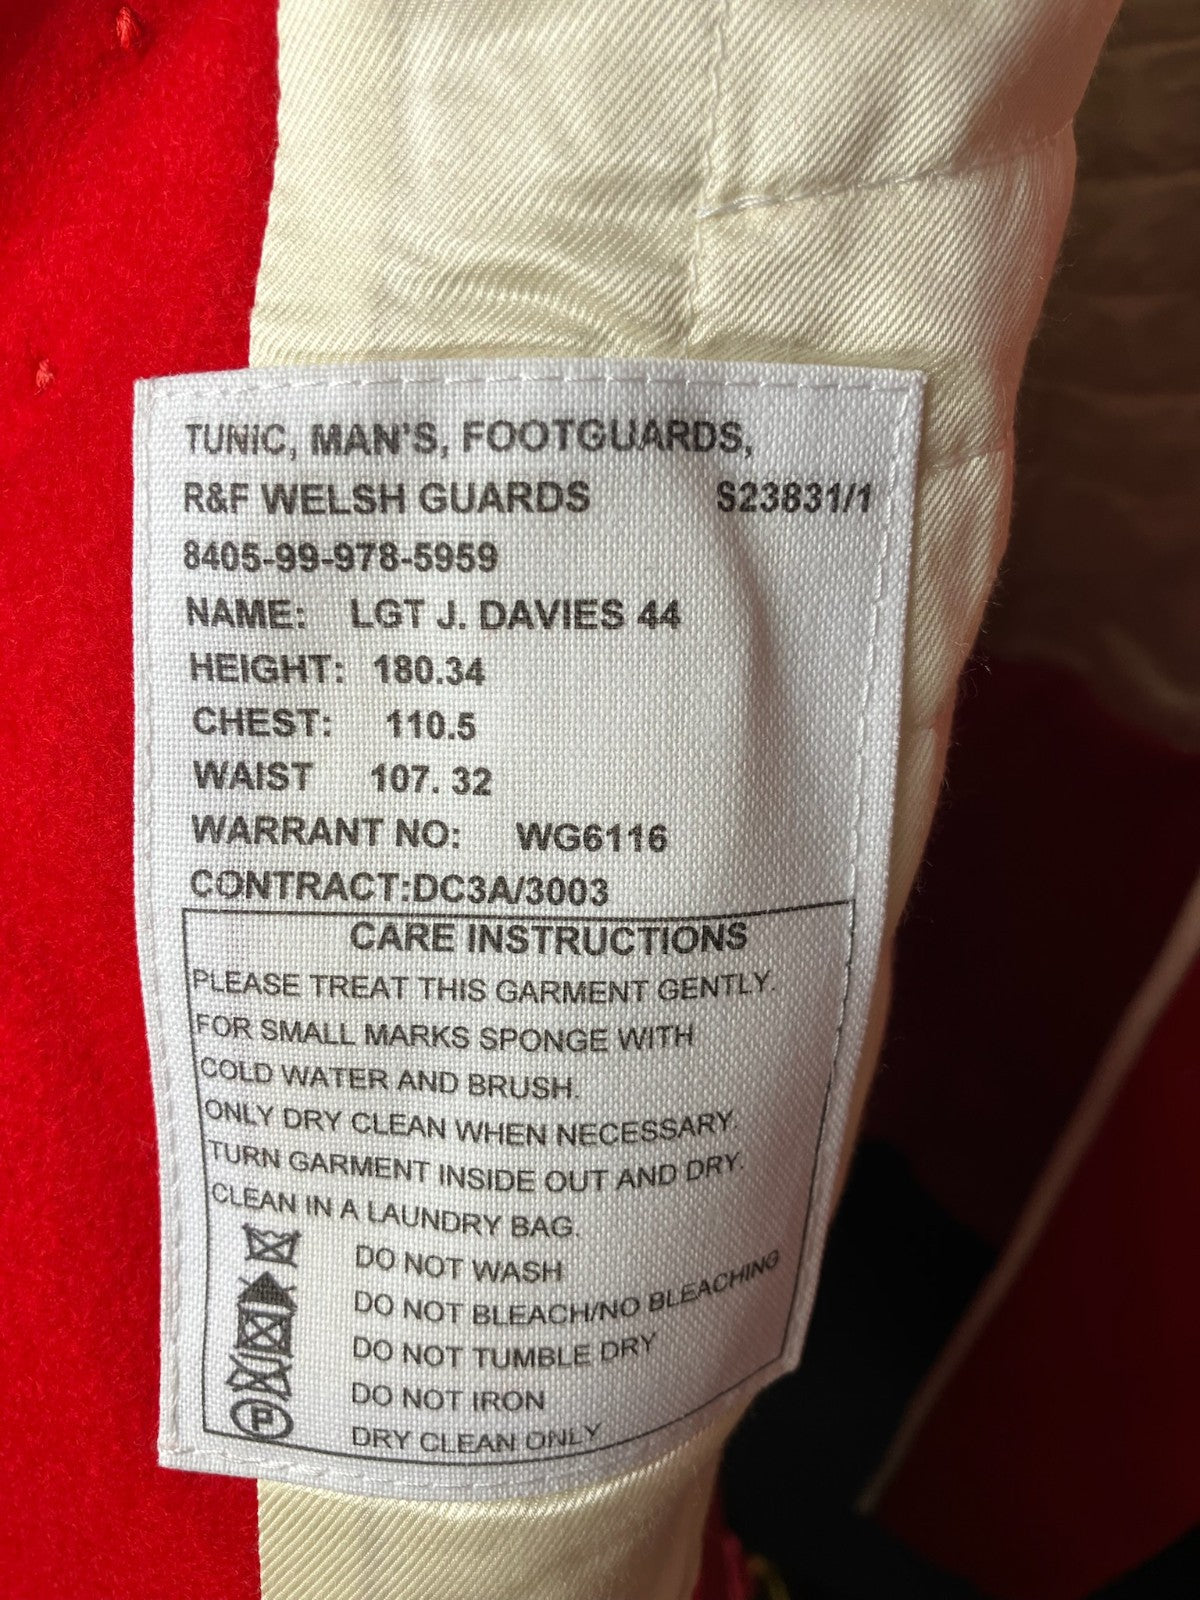 TUNIC, MAN'S, FOOTGUARDS,
R&F WELSH GUARDS S23831/1
8405-99-978-5959
NAME: LGT J. DAVIES 44
HEIGHT: 180.34
CHEST: 110.5
WAIST 107. 32
WARRANT NO: WG6116
CONTRACT:DC3A/3003
CARE INSTRUCTIONS
PLEASE TREAT THIS GARMENT GENTLY.
FOR SMALL MARKS SPONGE WITH
COLD WATER AND BRUSH.
ONLY DRY CLEAN WHEN NECESSARY.
TURN GARMENT INSIDE OUT AND DRY.
CLEAN IN A LAUNDRY BAG.
DO NOT WASH
DO NOT BLEACH/NO BLEACHING
DO NOT TUMBLE DRY
DO NOT IRON
P DRY CLEAN ONLY